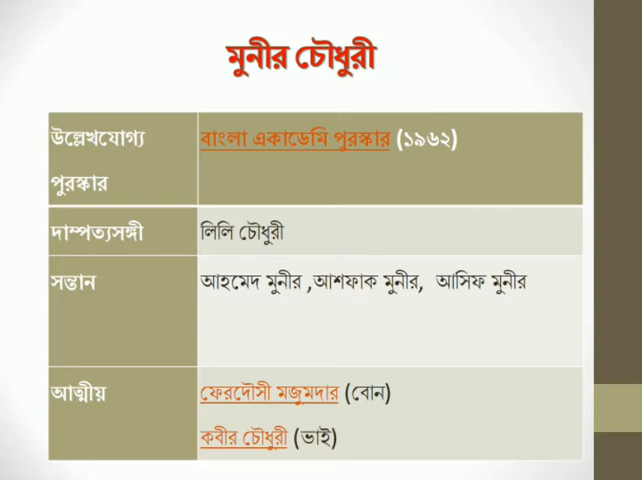 মুনীর চৌধুরী
উল্লেখযোগ্য বাংলা একাডেমি পুরস্কার (১৯৬২)
পুরস্কার
দাম্পত্যসঙ্গী লিলি চৌধুরী
সন্তান আহমেদ মুনীর ,আশফাক মুনীর, আসিফ মুনীর
আত্মীয় ফেরদৌসী মজুমদার (বোন)
কবীর চৌধুরী (ভাই)